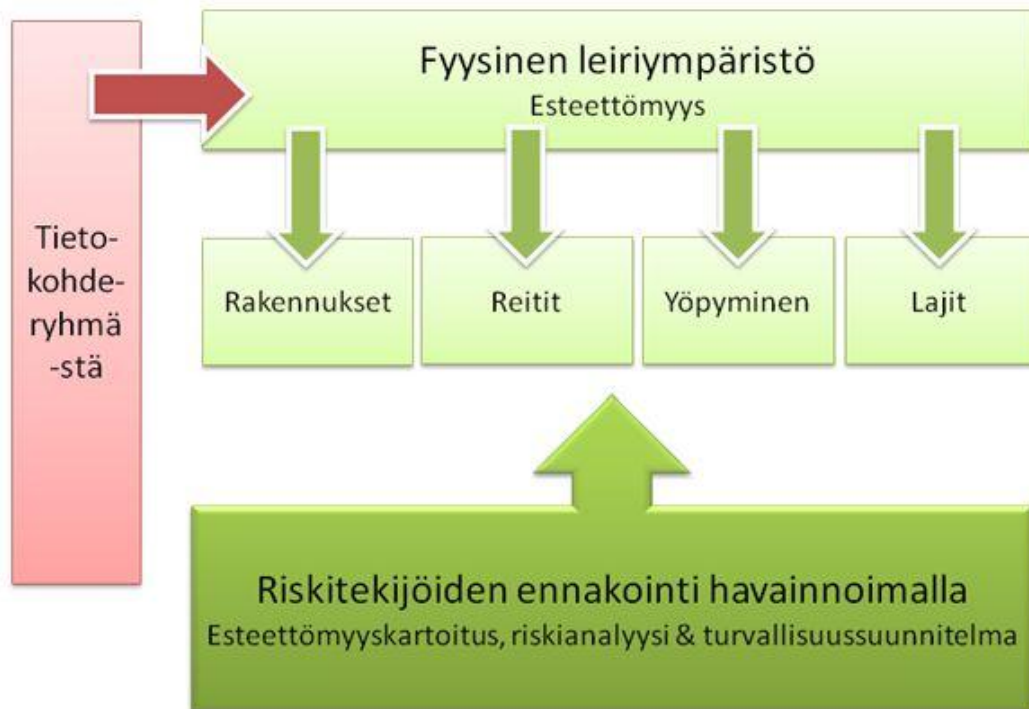 Fyysinen leiriympäristö
Esteettömyys
Tieto-
kohde-
ryhmä
-stä
Rakennukset
Reitit
Yöpyminen
Lajit
Riskitekijöiden ennakointi havainnoimalla
Esteettömyyskartoitus, riskianalyysi & turvallisuussuunnitelma